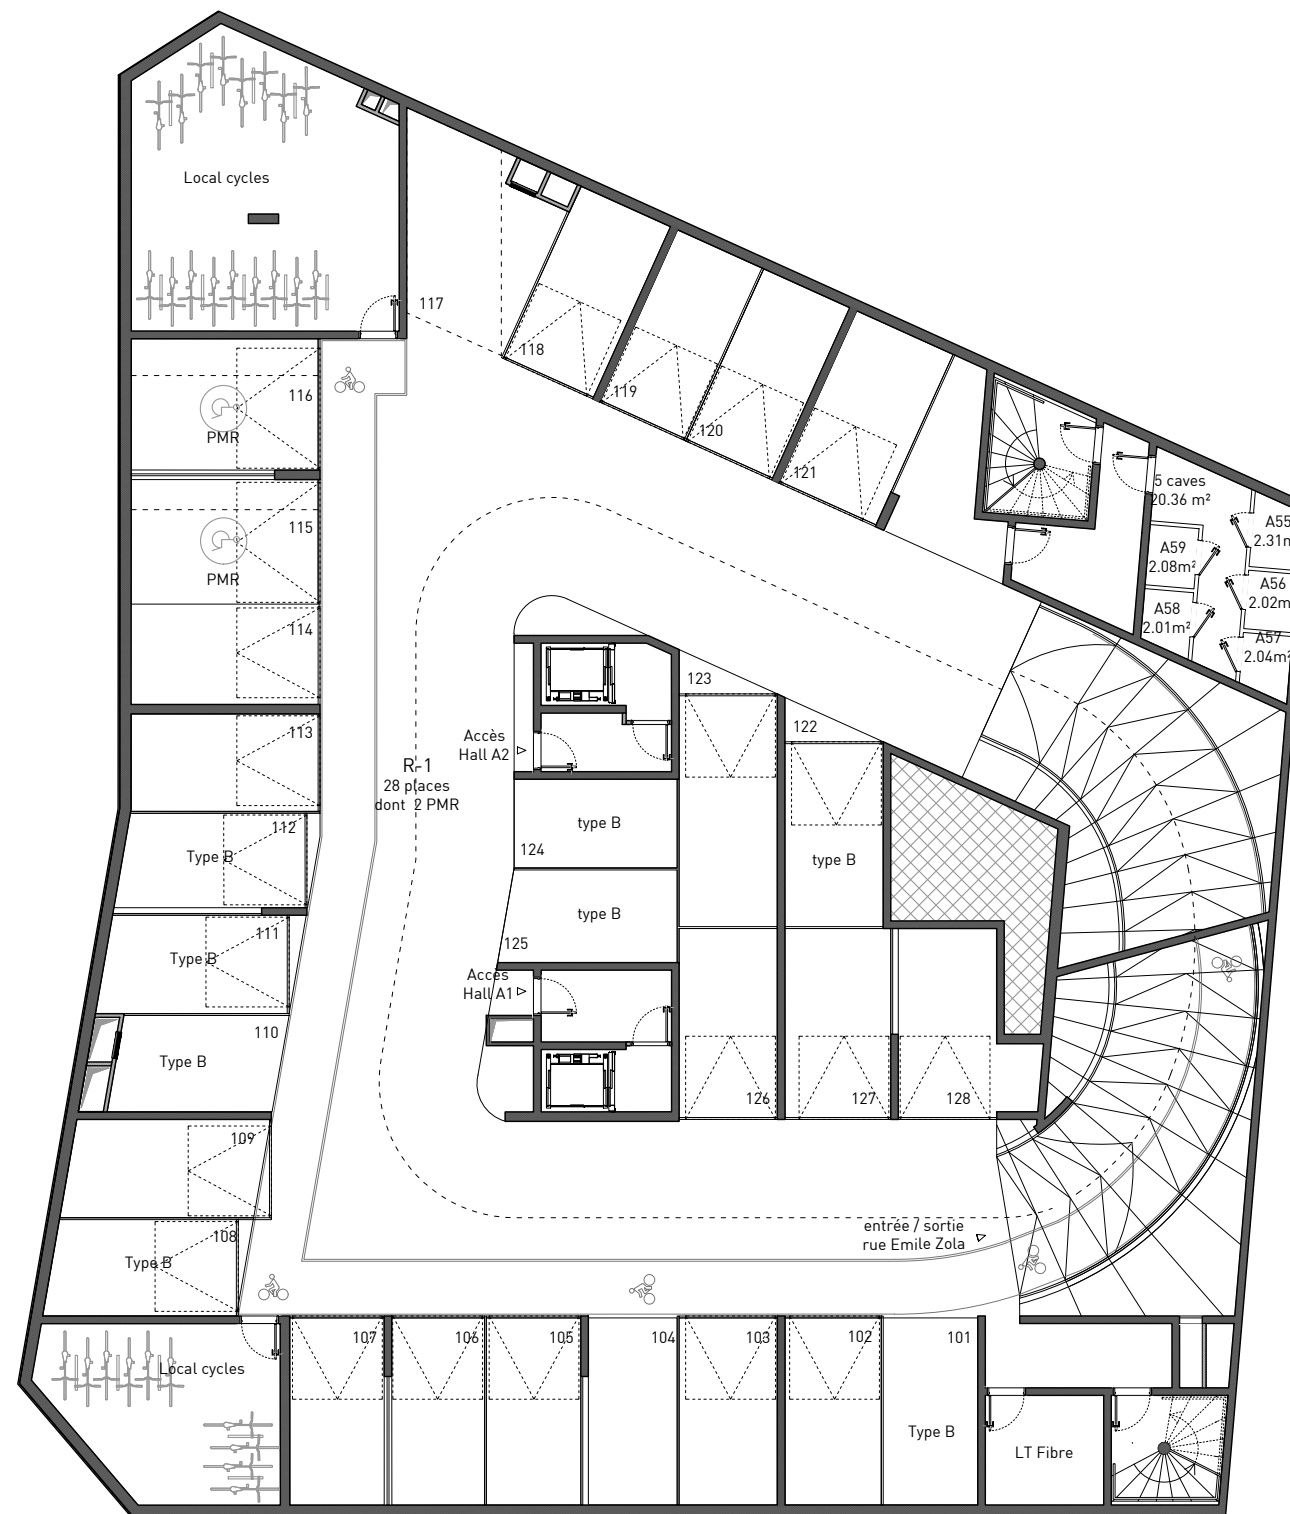 Local cycles
117
118
116
119
PMR
120
121
5 caves
20.36 m²
115
A55
2.31m
A59
2.08m²
PMR
A56
2.02m
A58
2.01m²
114
A57
2.04m²
123
113
122
Accès
Hall A2
R-1
28 places
dont 2 PMR
112
type B
124
Type B
type B
type B
111
125
Type B
Accès
Hall A1
110
Type B
126
127
128
109
108
Type B
entrée / sortie
rue Emile Zola
107
106
105
104
103
102
101
Local cycles
Type B
LT Fibre